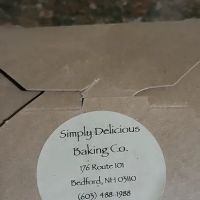 Simply Delicious
Baking Co.
176 Route 101
Bedford, NH 03110
(603) 488-1988